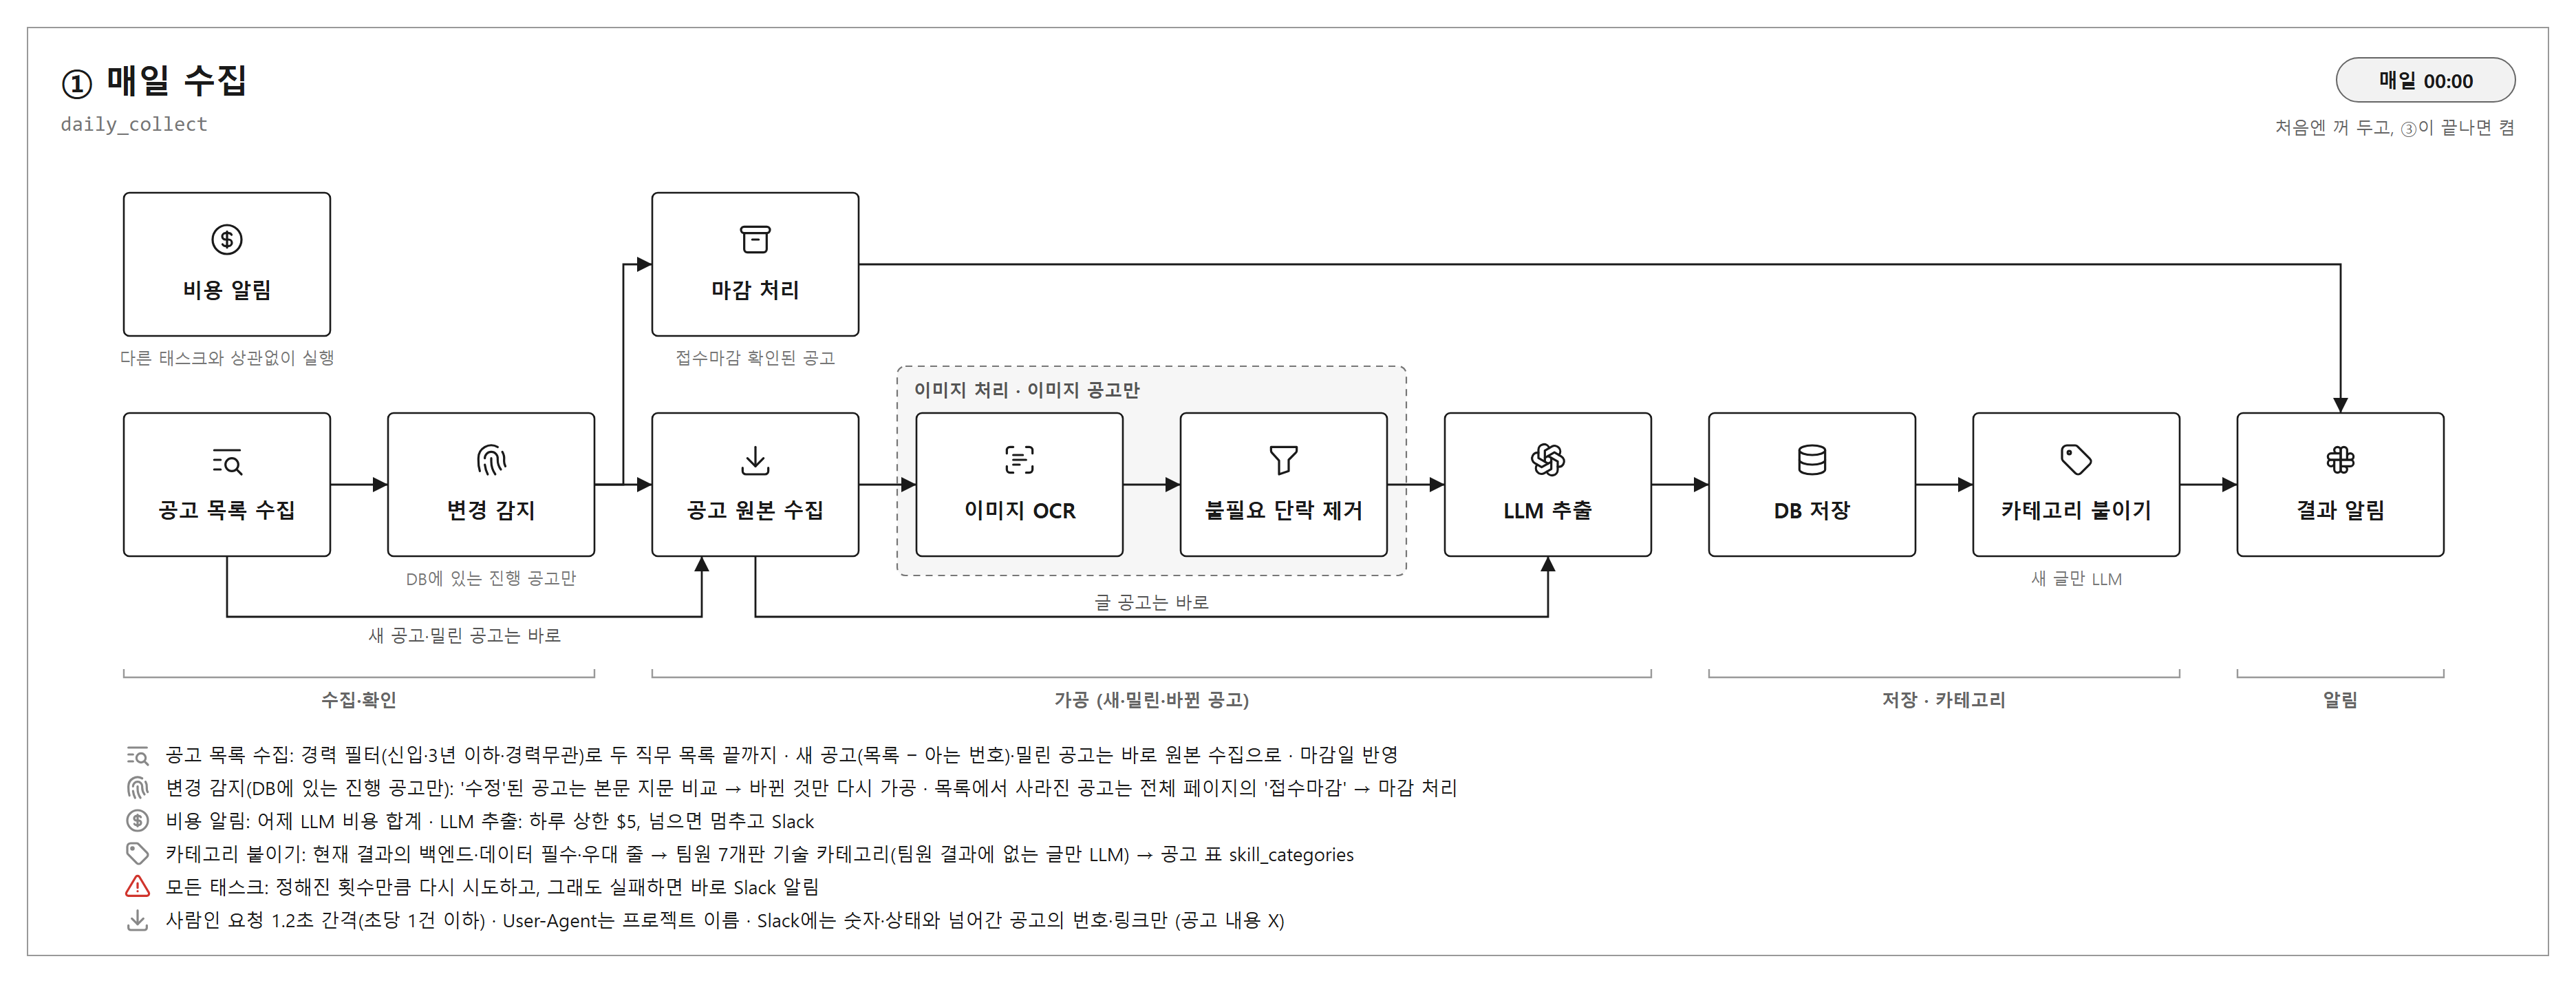 ① 매일 수집
daily_collect
매일 00:00
처음엔 꺼 두고, ③이 끝나면 켬
비용 알림
다른 태스크와 상관없이 실행
마감 처리
접수마감 확인된 공고
이미지 처리 · 이미지 공고만
공고 목록 수집
변경 감지
DB에 있는 진행 공고만
공고 원본 수집
이미지 OCR
불필요 단락 제거
LLM 추출
DB 저장
카테고리 붙이기
새 글만 LLM
결과 알림
새 공고·밀린 공고는 바로
글 공고는 바로
수집·확인
가공 (새·밀린·바뀐 공고)
저장 · 카테고리
알림
공고 목록 수집: 경력 필터(신입·3년 이하·경력무관)로 두 직무 목록 끝까지 · 새 공고(목록 − 아는 번호)·밀린 공고는 바로 원본 수집으로 · 마감일 반영
변경 감지(DB에 있는 진행 공고만): '수정'된 공고는 본문 지문 비교 → 바뀐 것만 다시 가공 · 목록에서 사라진 공고는 전체 페이지의 '접수마감' → 마감 처리
비용 알림: 어제 LLM 비용 합계 · LLM 추출: 하루 상한 $5, 넘으면 멈추고 Slack
카테고리 붙이기: 현재 결과의 백엔드·데이터 필수·우대 줄 → 팀원 7개판 기술 카테고리(팀원 결과에 없는 글만 LLM) → 공고 표 skill_categories
모든 태스크: 정해진 횟수만큼 다시 시도하고, 그래도 실패하면 바로 Slack 알림
사람인 요청 1.2초 간격(초당 1건 이하) · User-Agent는 프로젝트 이름 · Slack에는 숫자·상태와 넘어간 공고의 번호·링크만 (공고 내용 X)